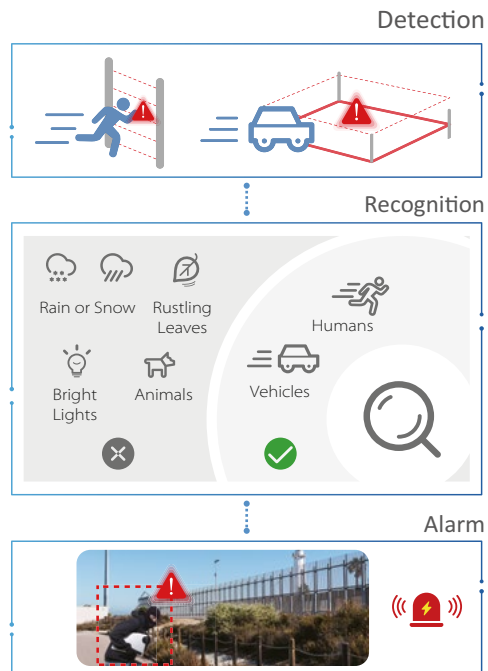 Detection
Recognition
Rain or Snow
Rustling
Leaves
Humans
Bright
Lights
Animals
Vehicles
Alarm